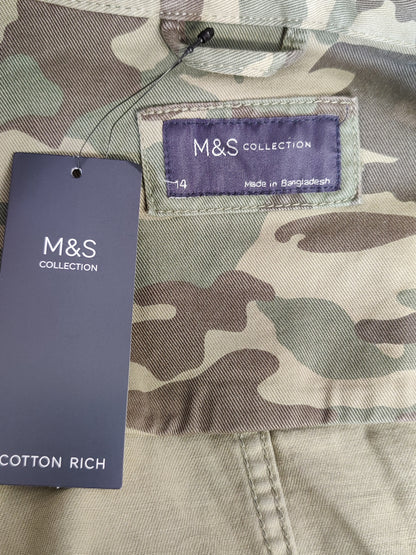 M&S COLLECTION
14 Made in Bangladesh
M&S
COLLECTION
COTTON RICH